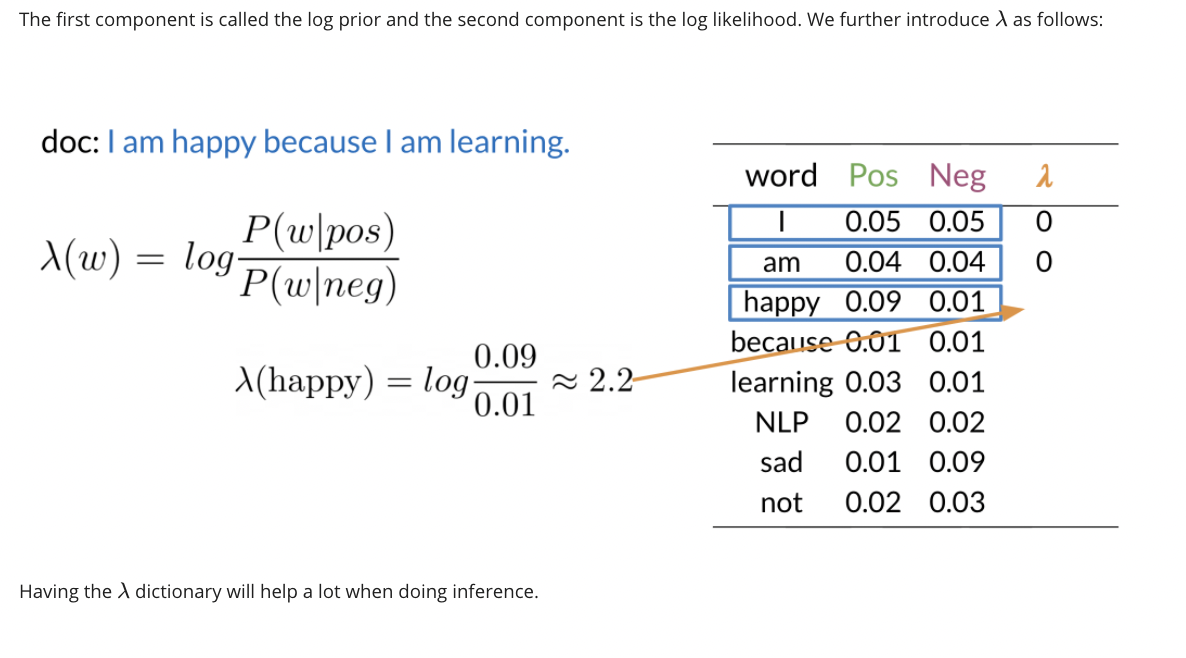 The first component is called the log prior and the second component is the log likelihood. We further introduce λ as follows:
doc: I am happy because I am learning.
λ(w) = log P(w|pos) / P(w|neg)
λ(happy) = log 0.09 / 0.01 ≈ 2.2
word Pos Neg λ
I 0.05 0.05 0
am 0.04 0.04 0
happy 0.09 0.01
because 0.01 0.01
learning 0.03 0.01
NLP 0.02 0.02
sad 0.01 0.09
not 0.02 0.03
Having the λ dictionary will help a lot when doing inference.